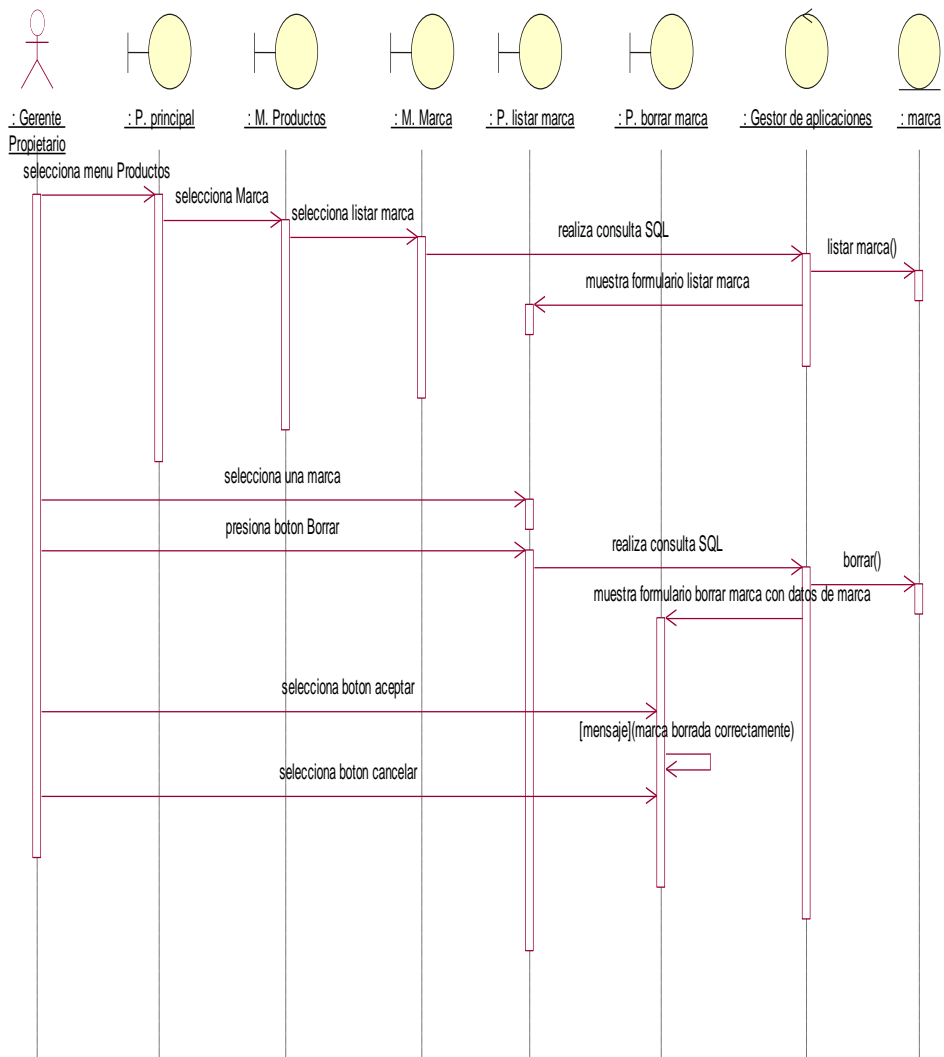 : Gerente
Propietario
: P. principal
: M. Productos
: M. Marca
: P. listar marca
: P. borrar marca
: Gestor de aplicaciones
: marca
selecciona menu Productos
selecciona Marca
selecciona listar marca
realiza consulta SQL
listar marca()
muestra formulario listar marca
selecciona una marca
presiona boton Borrar
realiza consulta SQL
borrar()
muestra formulario borrar marca con datos de marca
selecciona boton aceptar
[mensaje](marca borrada correctamente)
selecciona boton cancelar